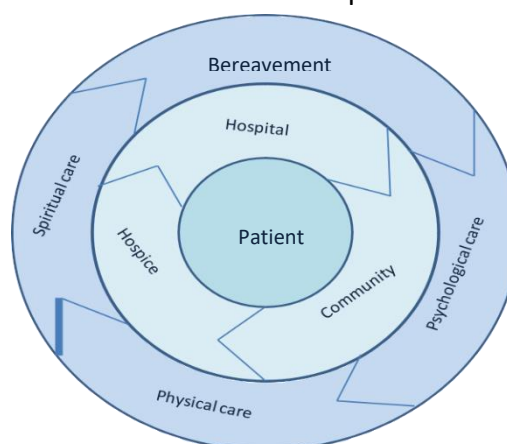 Bereavement
Hospital
Spiritual care
Hospice
Patient
Community
Psychological care
Physical care